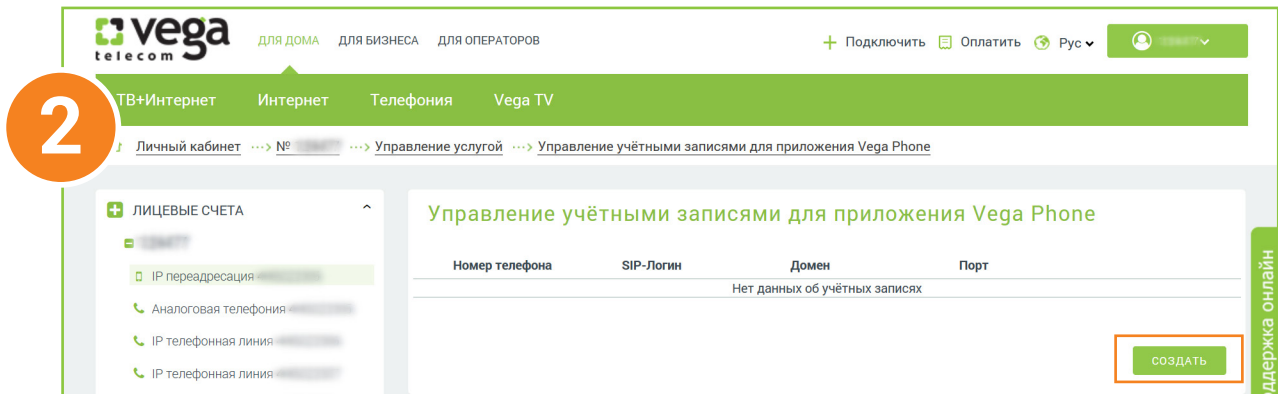 vega
telecom
ДЛЯ ДОМА ДЛЯ БИЗНЕСА ДЛЯ ОПЕРАТОРОВ
Подключить Оплатить Рус
2
ТВ+Интернет Интернет Телефония Vega TV
Личный кабинет ···> № ···> Управление услугой ···> Управление учётными записями для приложения Vega Phone
ЛИЦЕВЫЕ СЧЕТА
IP переадресация
Аналоговая телефония
IP телефонная линия
IP телефонная линия
Управление учётными записями для приложения Vega Phone
Номер телефона SIP-Логин Домен Порт
Нет данных об учётных записях
СОЗДАТЬ
онлайн